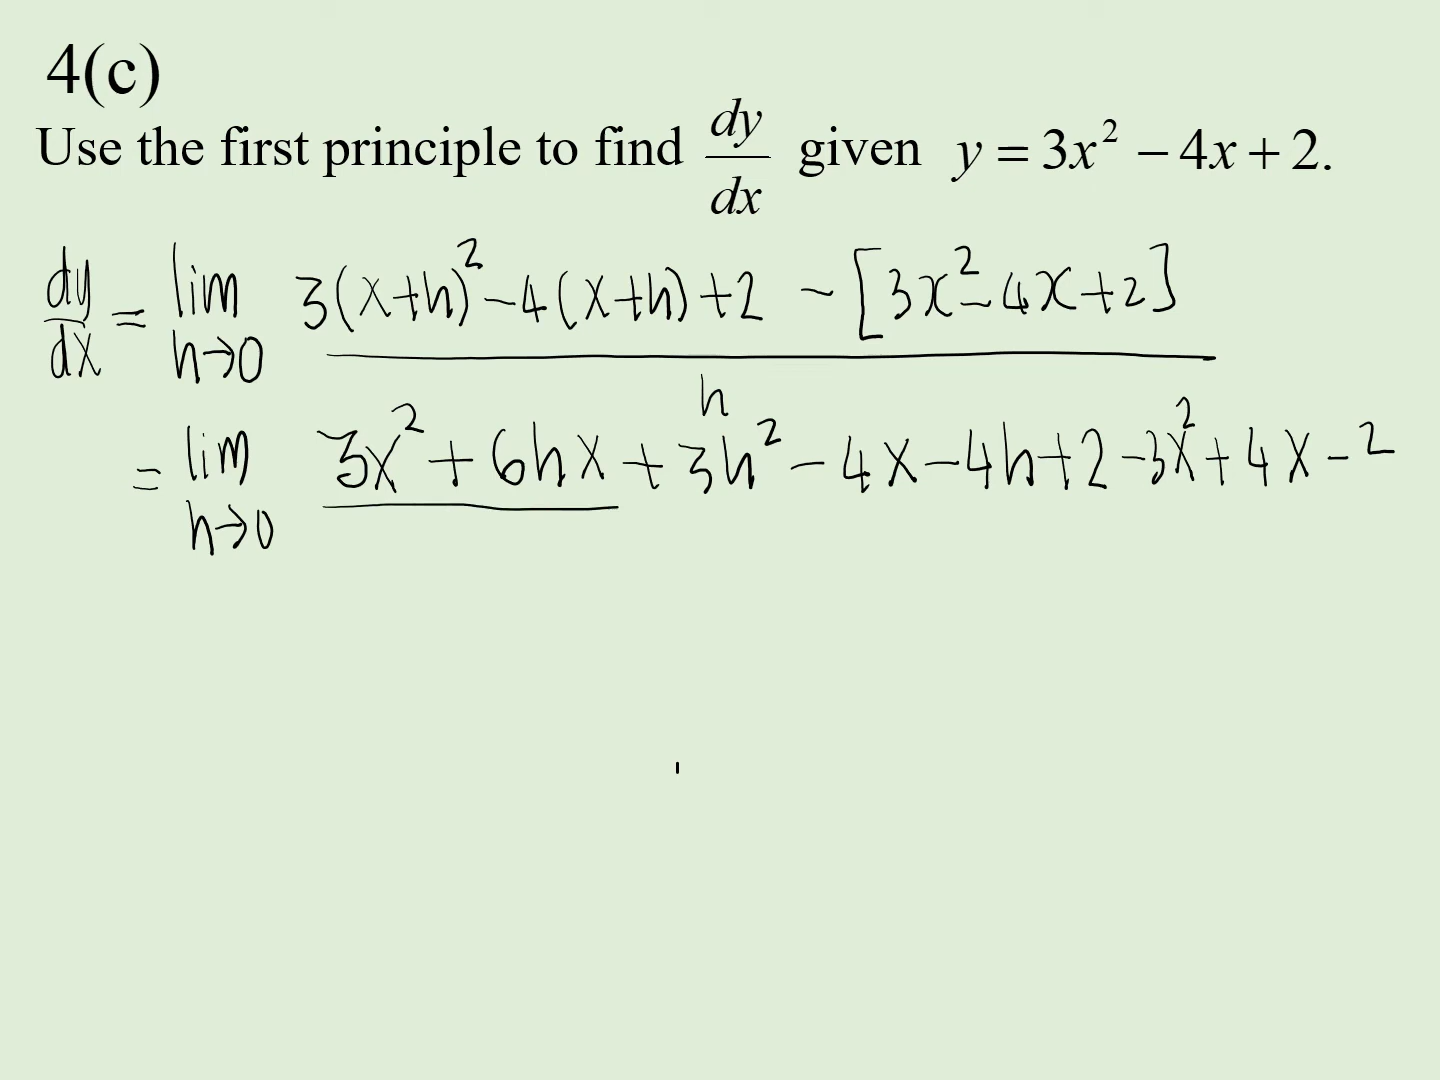 4(c)
Use the first principle to find dy/dx given y = 3x² − 4x + 2.
dy/dx = lim h→0 3(x+h)² − 4(x+h) + 2 − [3x² − 4x + 2] / h
= lim h→0 3x² + 6hx + 3h² − 4x − 4h + 2 − 3x² + 4x − 2